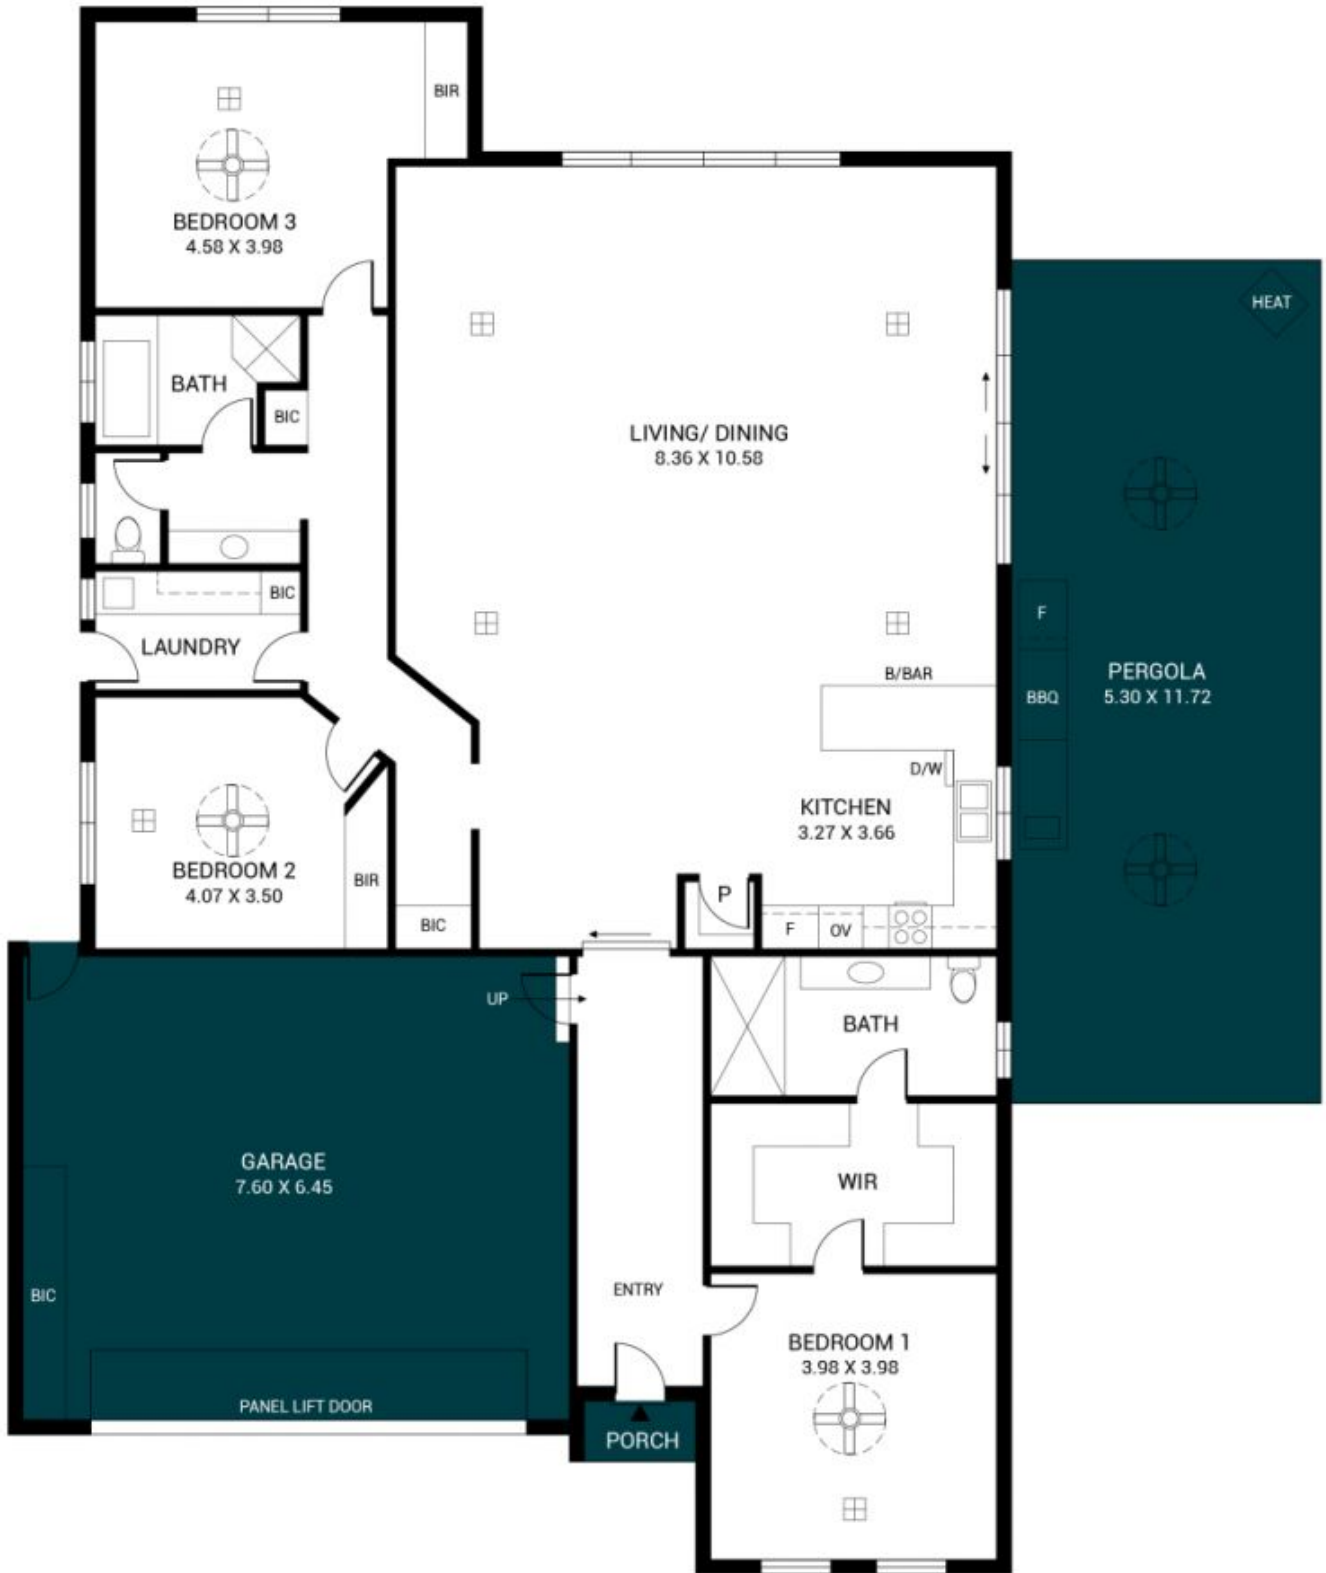 BIR
BEDROOM 3
4.58 X 3.98
HEAT
BATH
BIC
LIVING/ DINING
8.36 X 10.58
BIC
LAUNDRY
F
B/BAR
PERGOLA
5.30 X 11.72
BBQ
D/W
KITCHEN
3.27 X 3.66
BEDROOM 2
4.07 X 3.50
BIR
P
BIC
F
OV
UP
BATH
GARAGE
7.60 X 6.45
WIR
BIC
ENTRY
BEDROOM 1
3.98 X 3.98
PANEL LIFT DOOR
PORCH